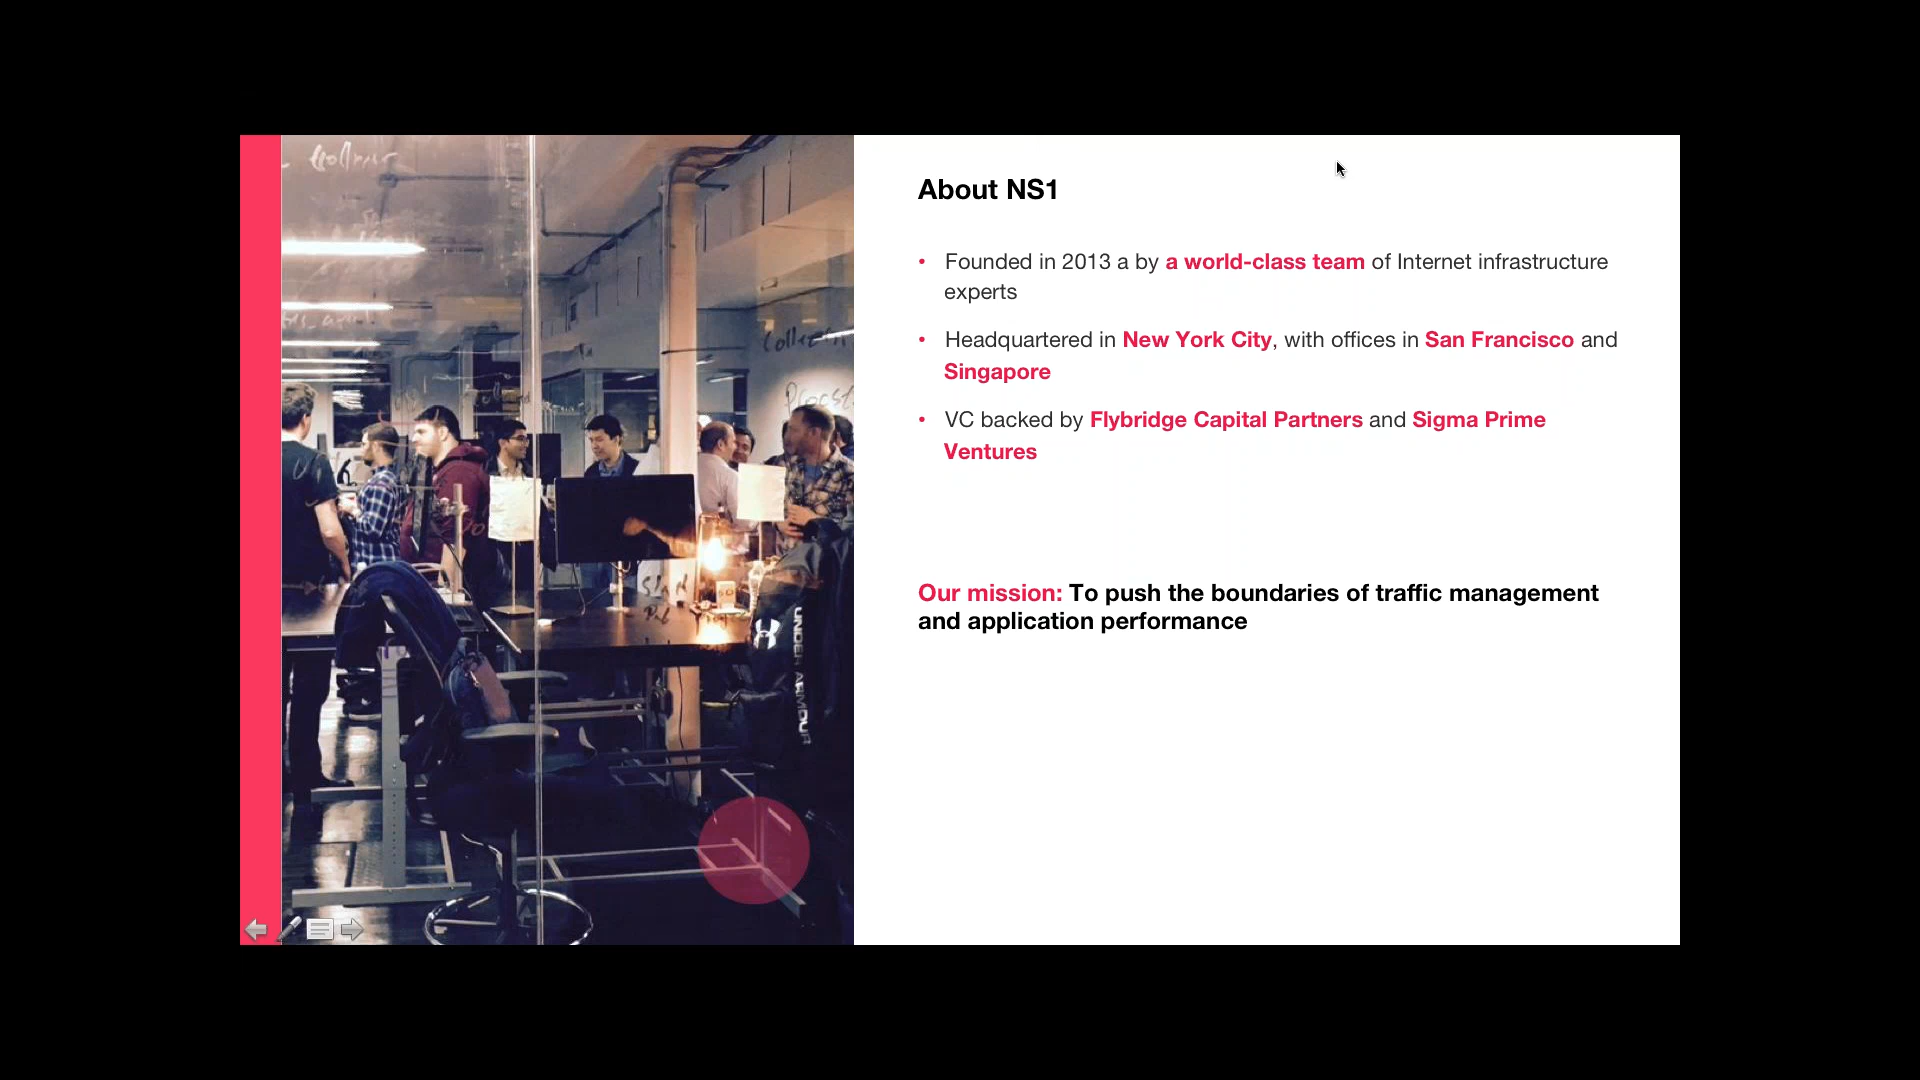 About NS1
• Founded in 2013 a by a world-class team of Internet infrastructure
experts
• Headquartered in New York City, with offices in San Francisco and
Singapore
• VC backed by Flybridge Capital Partners and Sigma Prime
Ventures
Our mission: To push the boundaries of traffic management
and application performance
UNDER ARMOUR